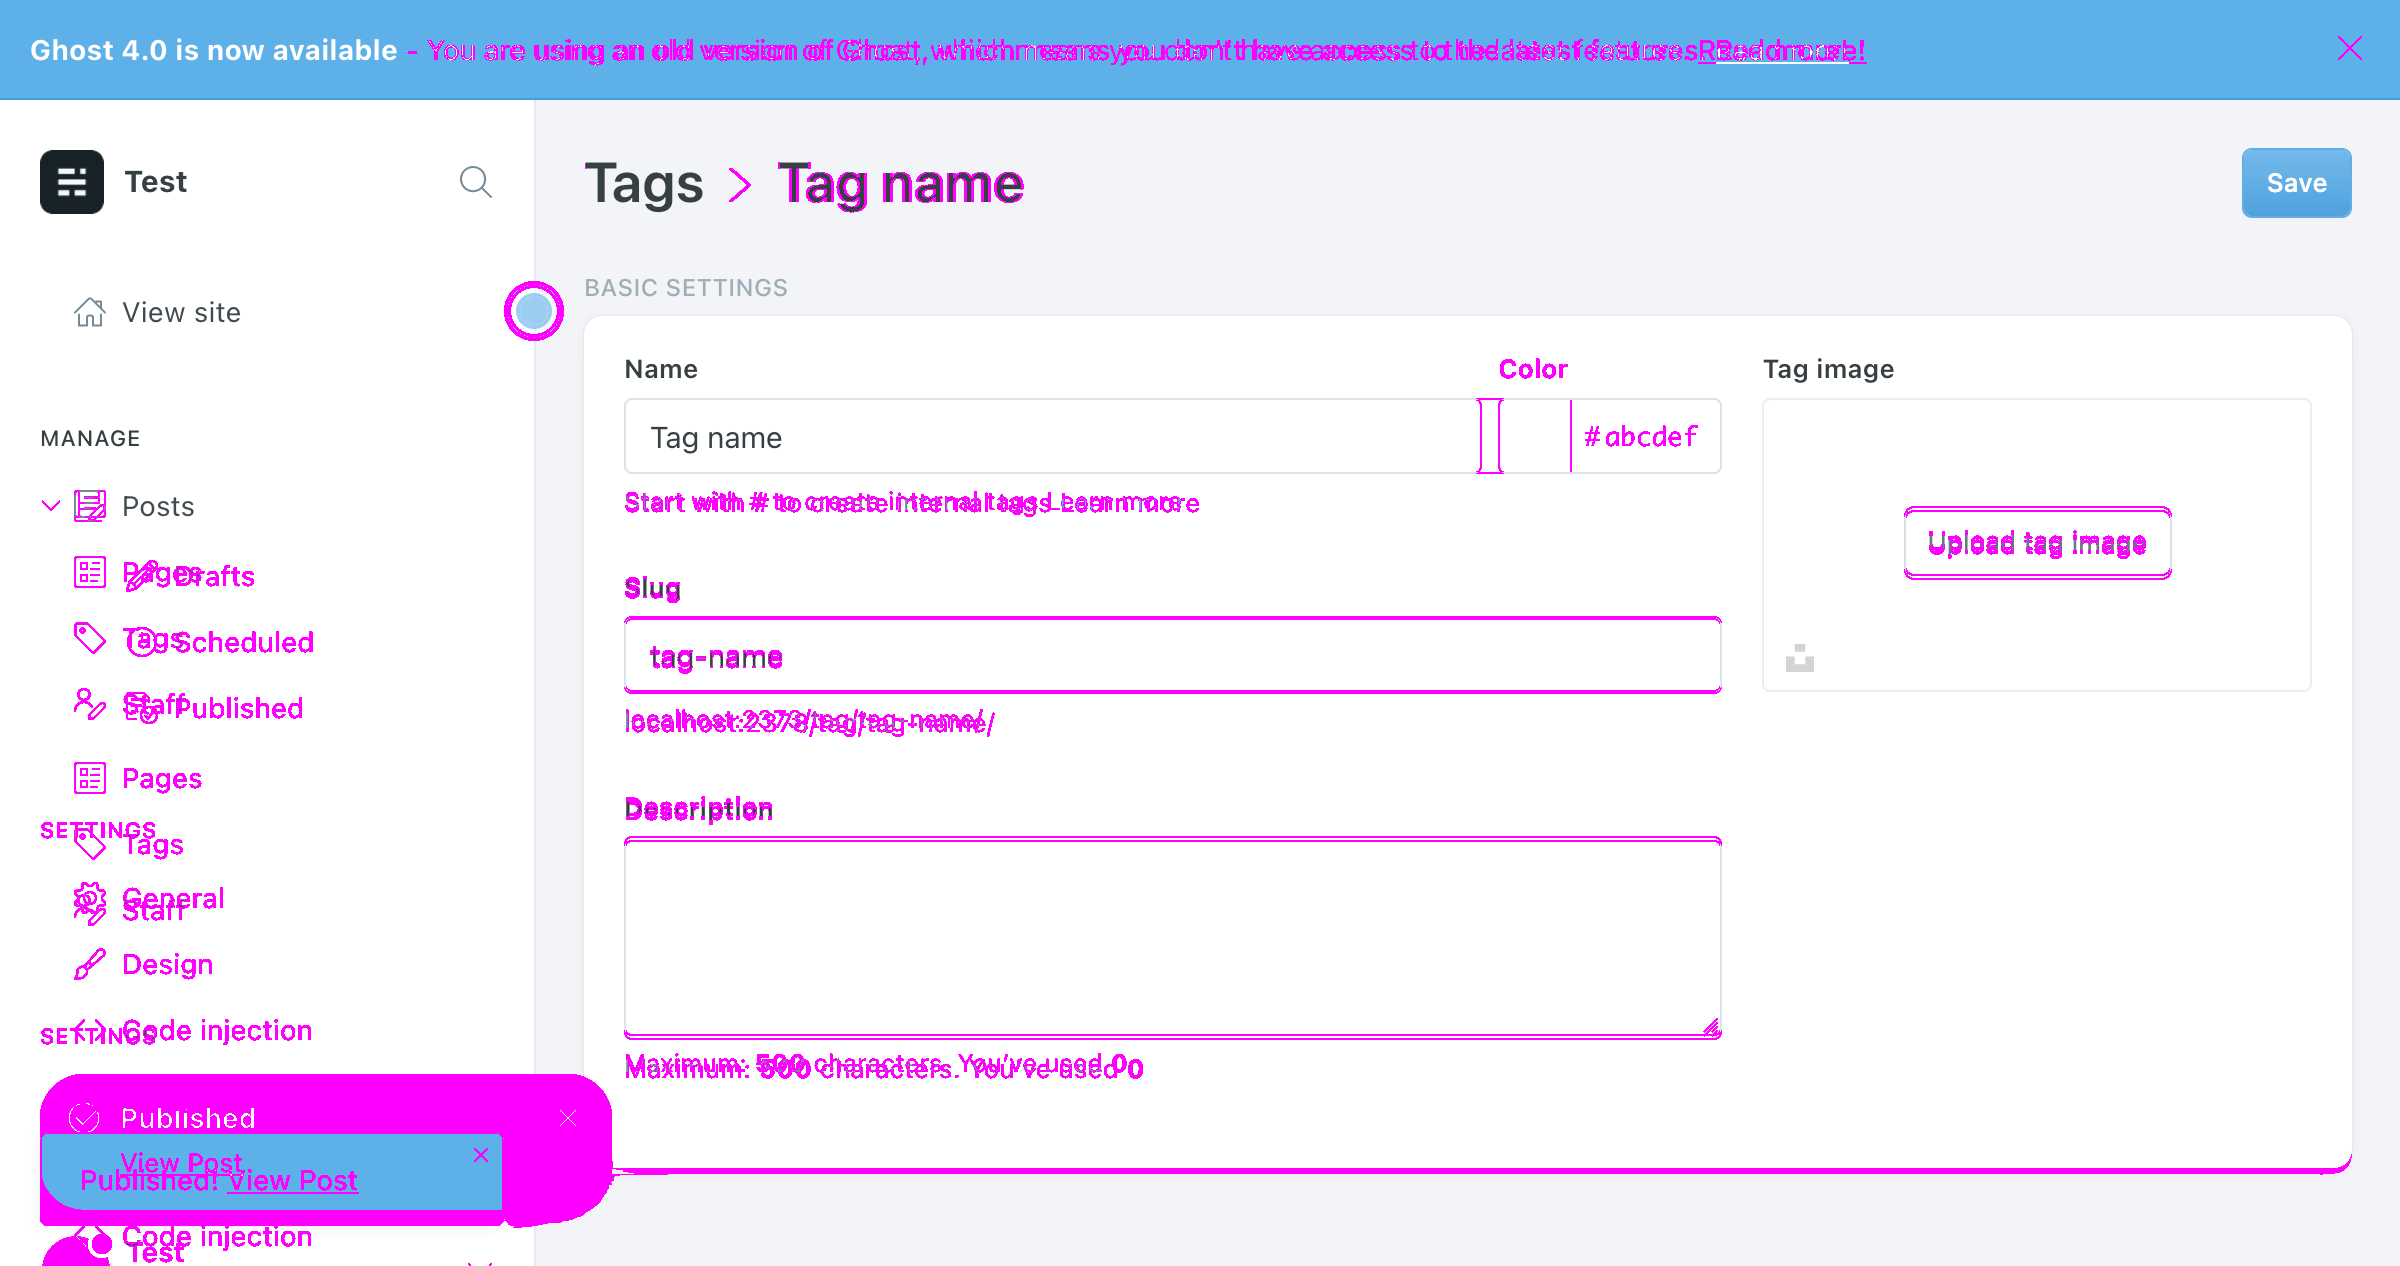 Ghost 4.0 is now available - You are using an old version of Ghost, which means you don't have access to the latest features. Read more!
Test
Tags > Tag name
Save
View site
BASIC SETTINGS
Name
Color
Tag image
Tag name
#abcdef
MANAGE
Start with # to create internal tags Learn more
Posts
Upload tag image
Pages
Drafts
Slug
Tags
Scheduled
tag-name
Staff
Published
localhost:2373/tag/tag-name/
Pages
Description
SETTINGS
Tags
General
Staff
Design
Code injection
SETTINGS
Maximum: 500 characters. You've used 0
Published
View Post
Published! View Post
Code injection
Test